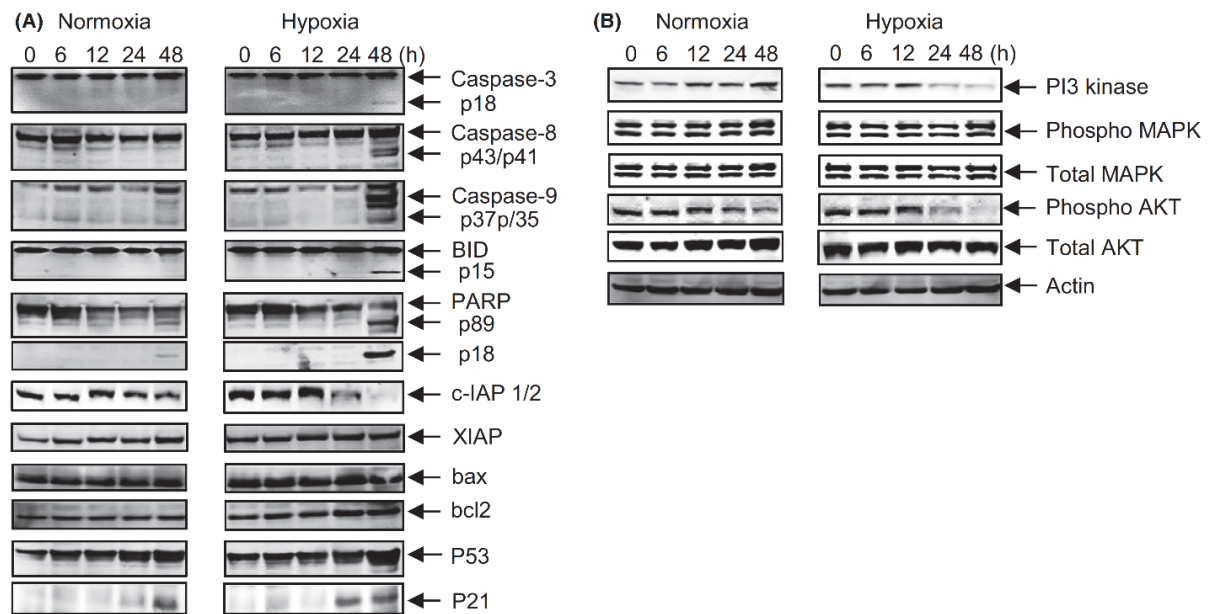 (A) Normoxia Hypoxia
0 6 12 24 48 0 6 12 24 48 (h)
Caspase-3
p18
Caspase-8
p43/p41
Caspase-9
p37p/35
BID
p15
PARP
p89
p18
c-IAP 1/2
XIAP
bax
bcl2
P53
P21
(B) Normoxia Hypoxia
0 6 12 24 48 0 6 12 24 48 (h)
PI3 kinase
Phospho MAPK
Total MAPK
Phospho AKT
Total AKT
Actin